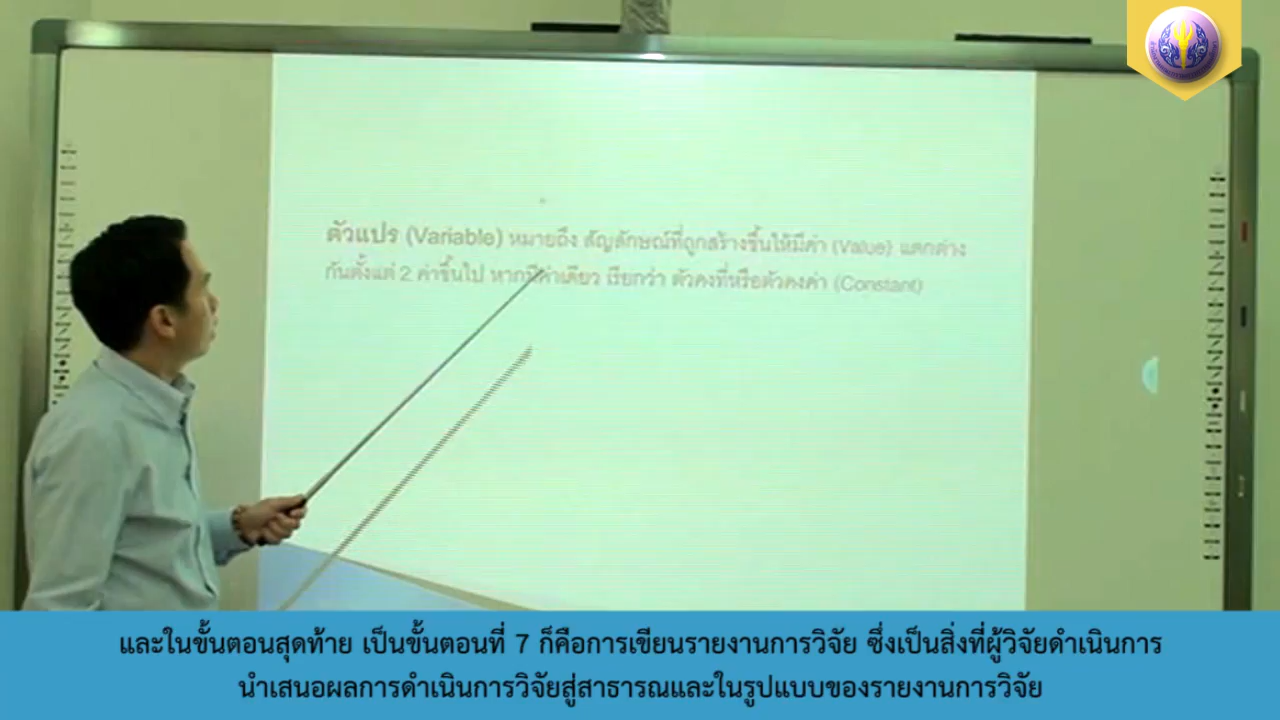 ตัวแปร (Variable) หมายถึง สัญลักษณ์ที่ถูกสร้างขึ้นให้มีค่า (Value) แตกต่าง
กันตั้งแต่ 2 ค่าขึ้นไป หากมีค่าเดียว เรียกว่า ตัวคงที่หรือตัวคงค่า (Constant)
และในขั้นตอนสุดท้าย เป็นขั้นตอนที่ 7 ก็คือการเขียนรายงานการวิจัย ซึ่งเป็นสิ่งที่ผู้วิจัยดำเนินการ
นำเสนอผลการดำเนินการวิจัยสู่สาธารณและในรูปแบบของรายงานการวิจัย